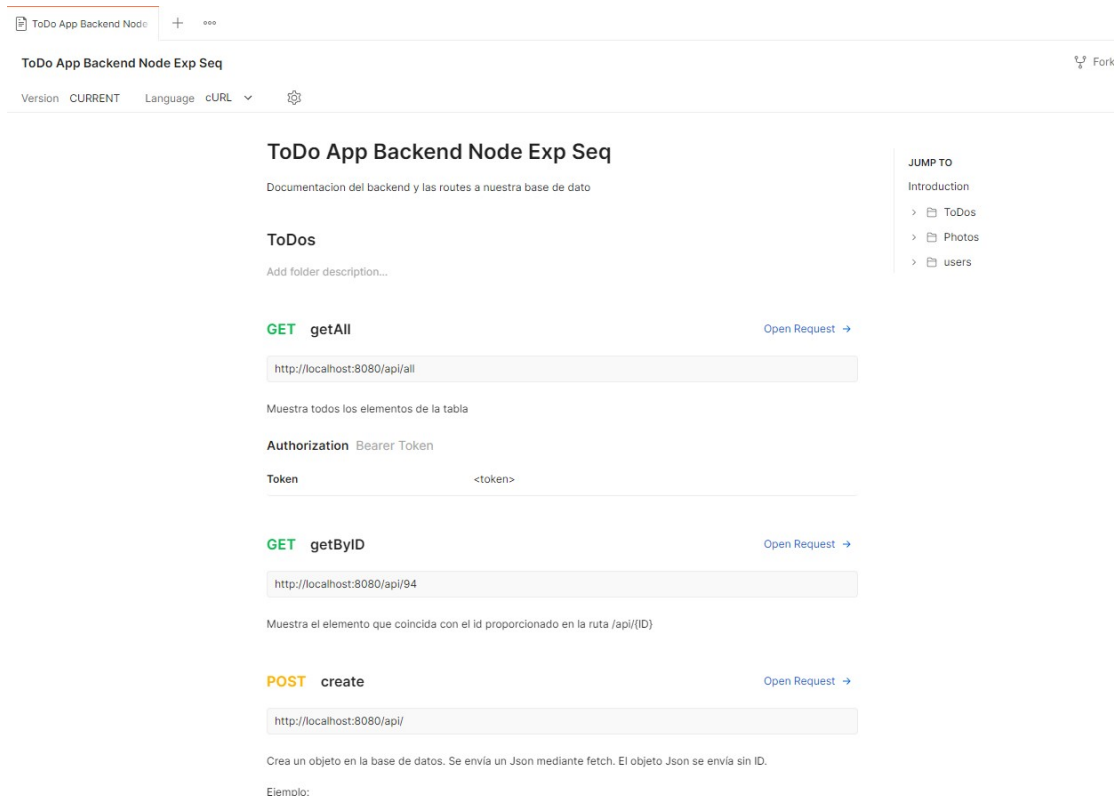 ToDo App Backend Node
ToDo App Backend Node Exp Seq
Fork
Version CURRENT Language cURL
ToDo App Backend Node Exp Seq
Documentacion del backend y las routes a nuestra base de dato
JUMP TO
Introduction
ToDos
Photos
users
ToDos
Add folder description...
GET getAll
Open Request →
http://localhost:8080/api/all
Muestra todos los elementos de la tabla
Authorization Bearer Token
Token <token>
GET getByID
Open Request →
http://localhost:8080/api/94
Muestra el elemento que coincida con el id proporcionado en la ruta /api/{ID}
POST create
Open Request →
http://localhost:8080/api/
Crea un objeto en la base de datos. Se envía un Json mediante fetch. El objeto Json se envía sin ID.
Ejemplo: